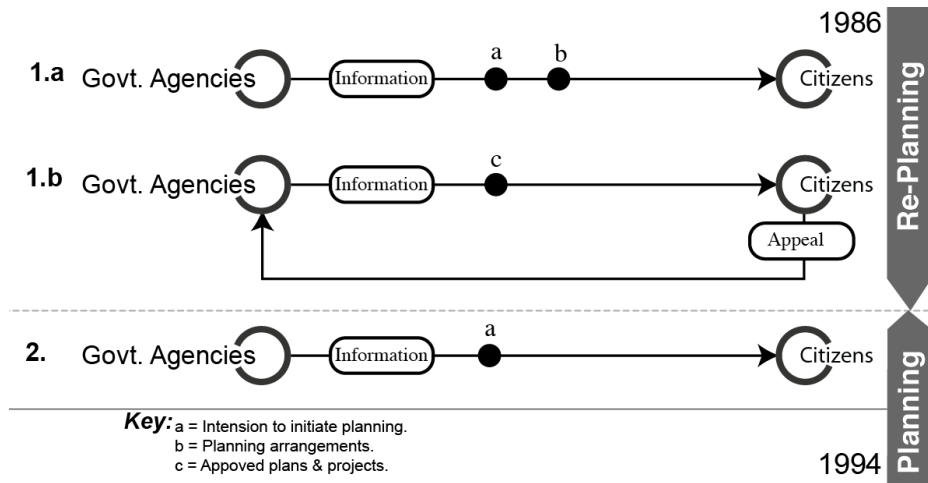 1986
a b
1.a Govt. Agencies Information Citizens
c
1.b Govt. Agencies Information Citizens
Appeal
Re-Planning
a
2. Govt. Agencies Information Citizens
Planning
Key: a = Intension to initiate planning.
b = Planning arrangements.
c = Appoved plans & projects.
1994